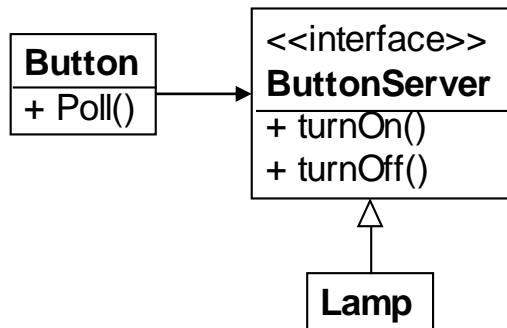 Button
+ Poll()
<<interface>>
ButtonServer
+ turnOn()
+ turnOff()
Lamp